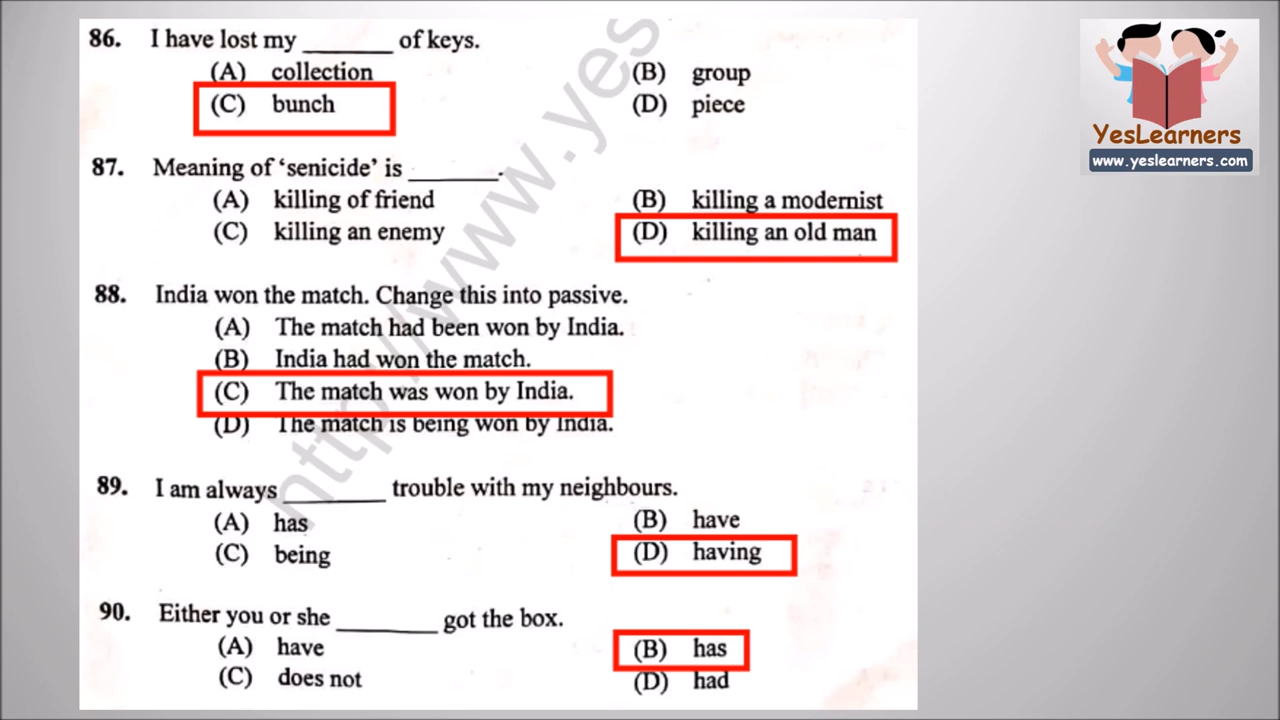 86. I have lost my ________ of keys.
(A) collection (B) group
(C) bunch (D) piece
87. Meaning of ‘senicide’ is ________.
(A) killing of friend (B) killing a modernist
(C) killing an enemy (D) killing an old man
88. India won the match. Change this into passive.
(A) The match had been won by India.
(B) India had won the match.
(C) The match was won by India.
(D) The match is being won by India.
89. I am always ________ trouble with my neighbours.
(A) has (B) have
(C) being (D) having
90. Either you or she ________ got the box.
(A) have (B) has
(C) does not (D) had
http://www.yes
YesLearners
www.yeslearners.com